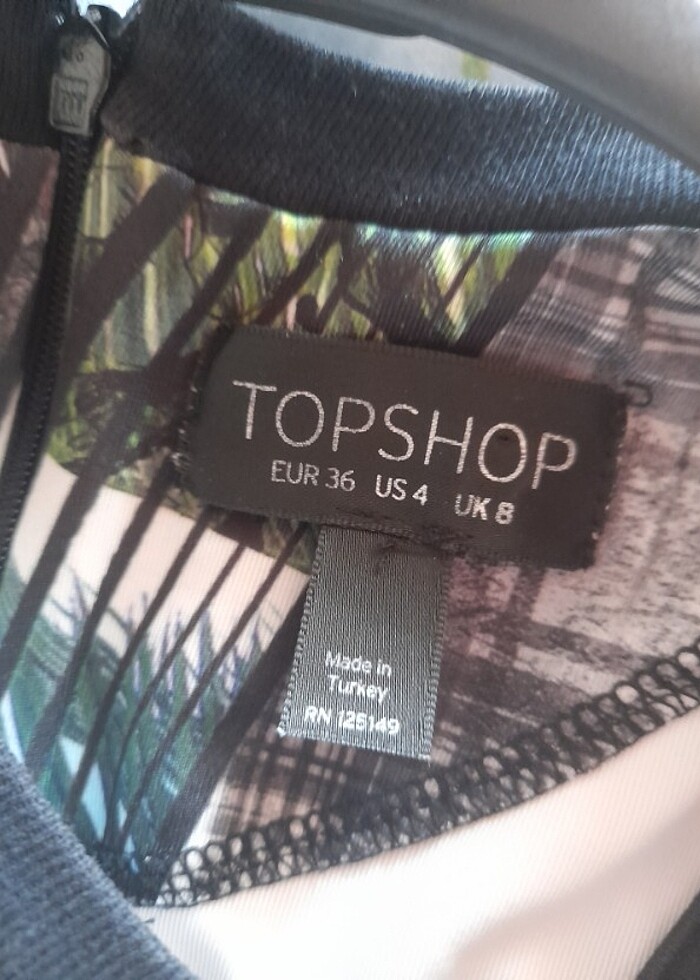 TOPSHOP
EUR 36 US 4 UK 8
Made in
Turkey
RN 125149